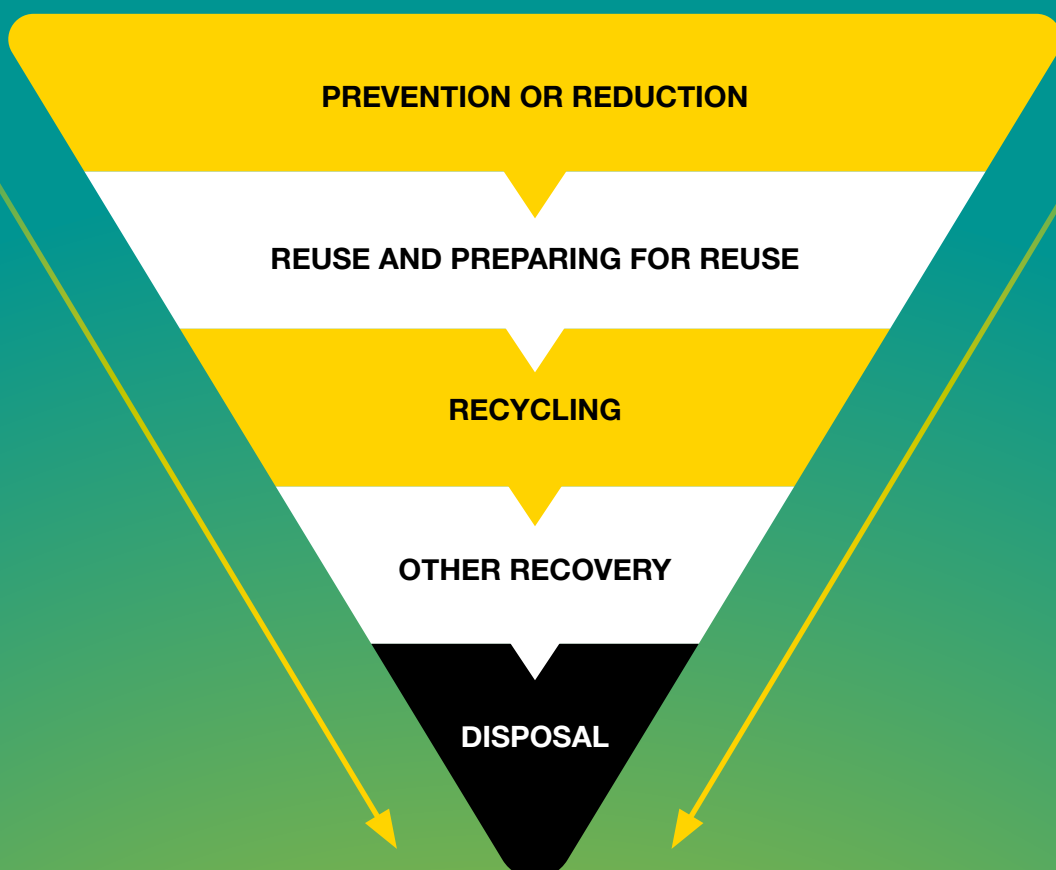 PREVENTION OR REDUCTION
REUSE AND PREPARING FOR REUSE
RECYCLING
OTHER RECOVERY
DISPOSAL